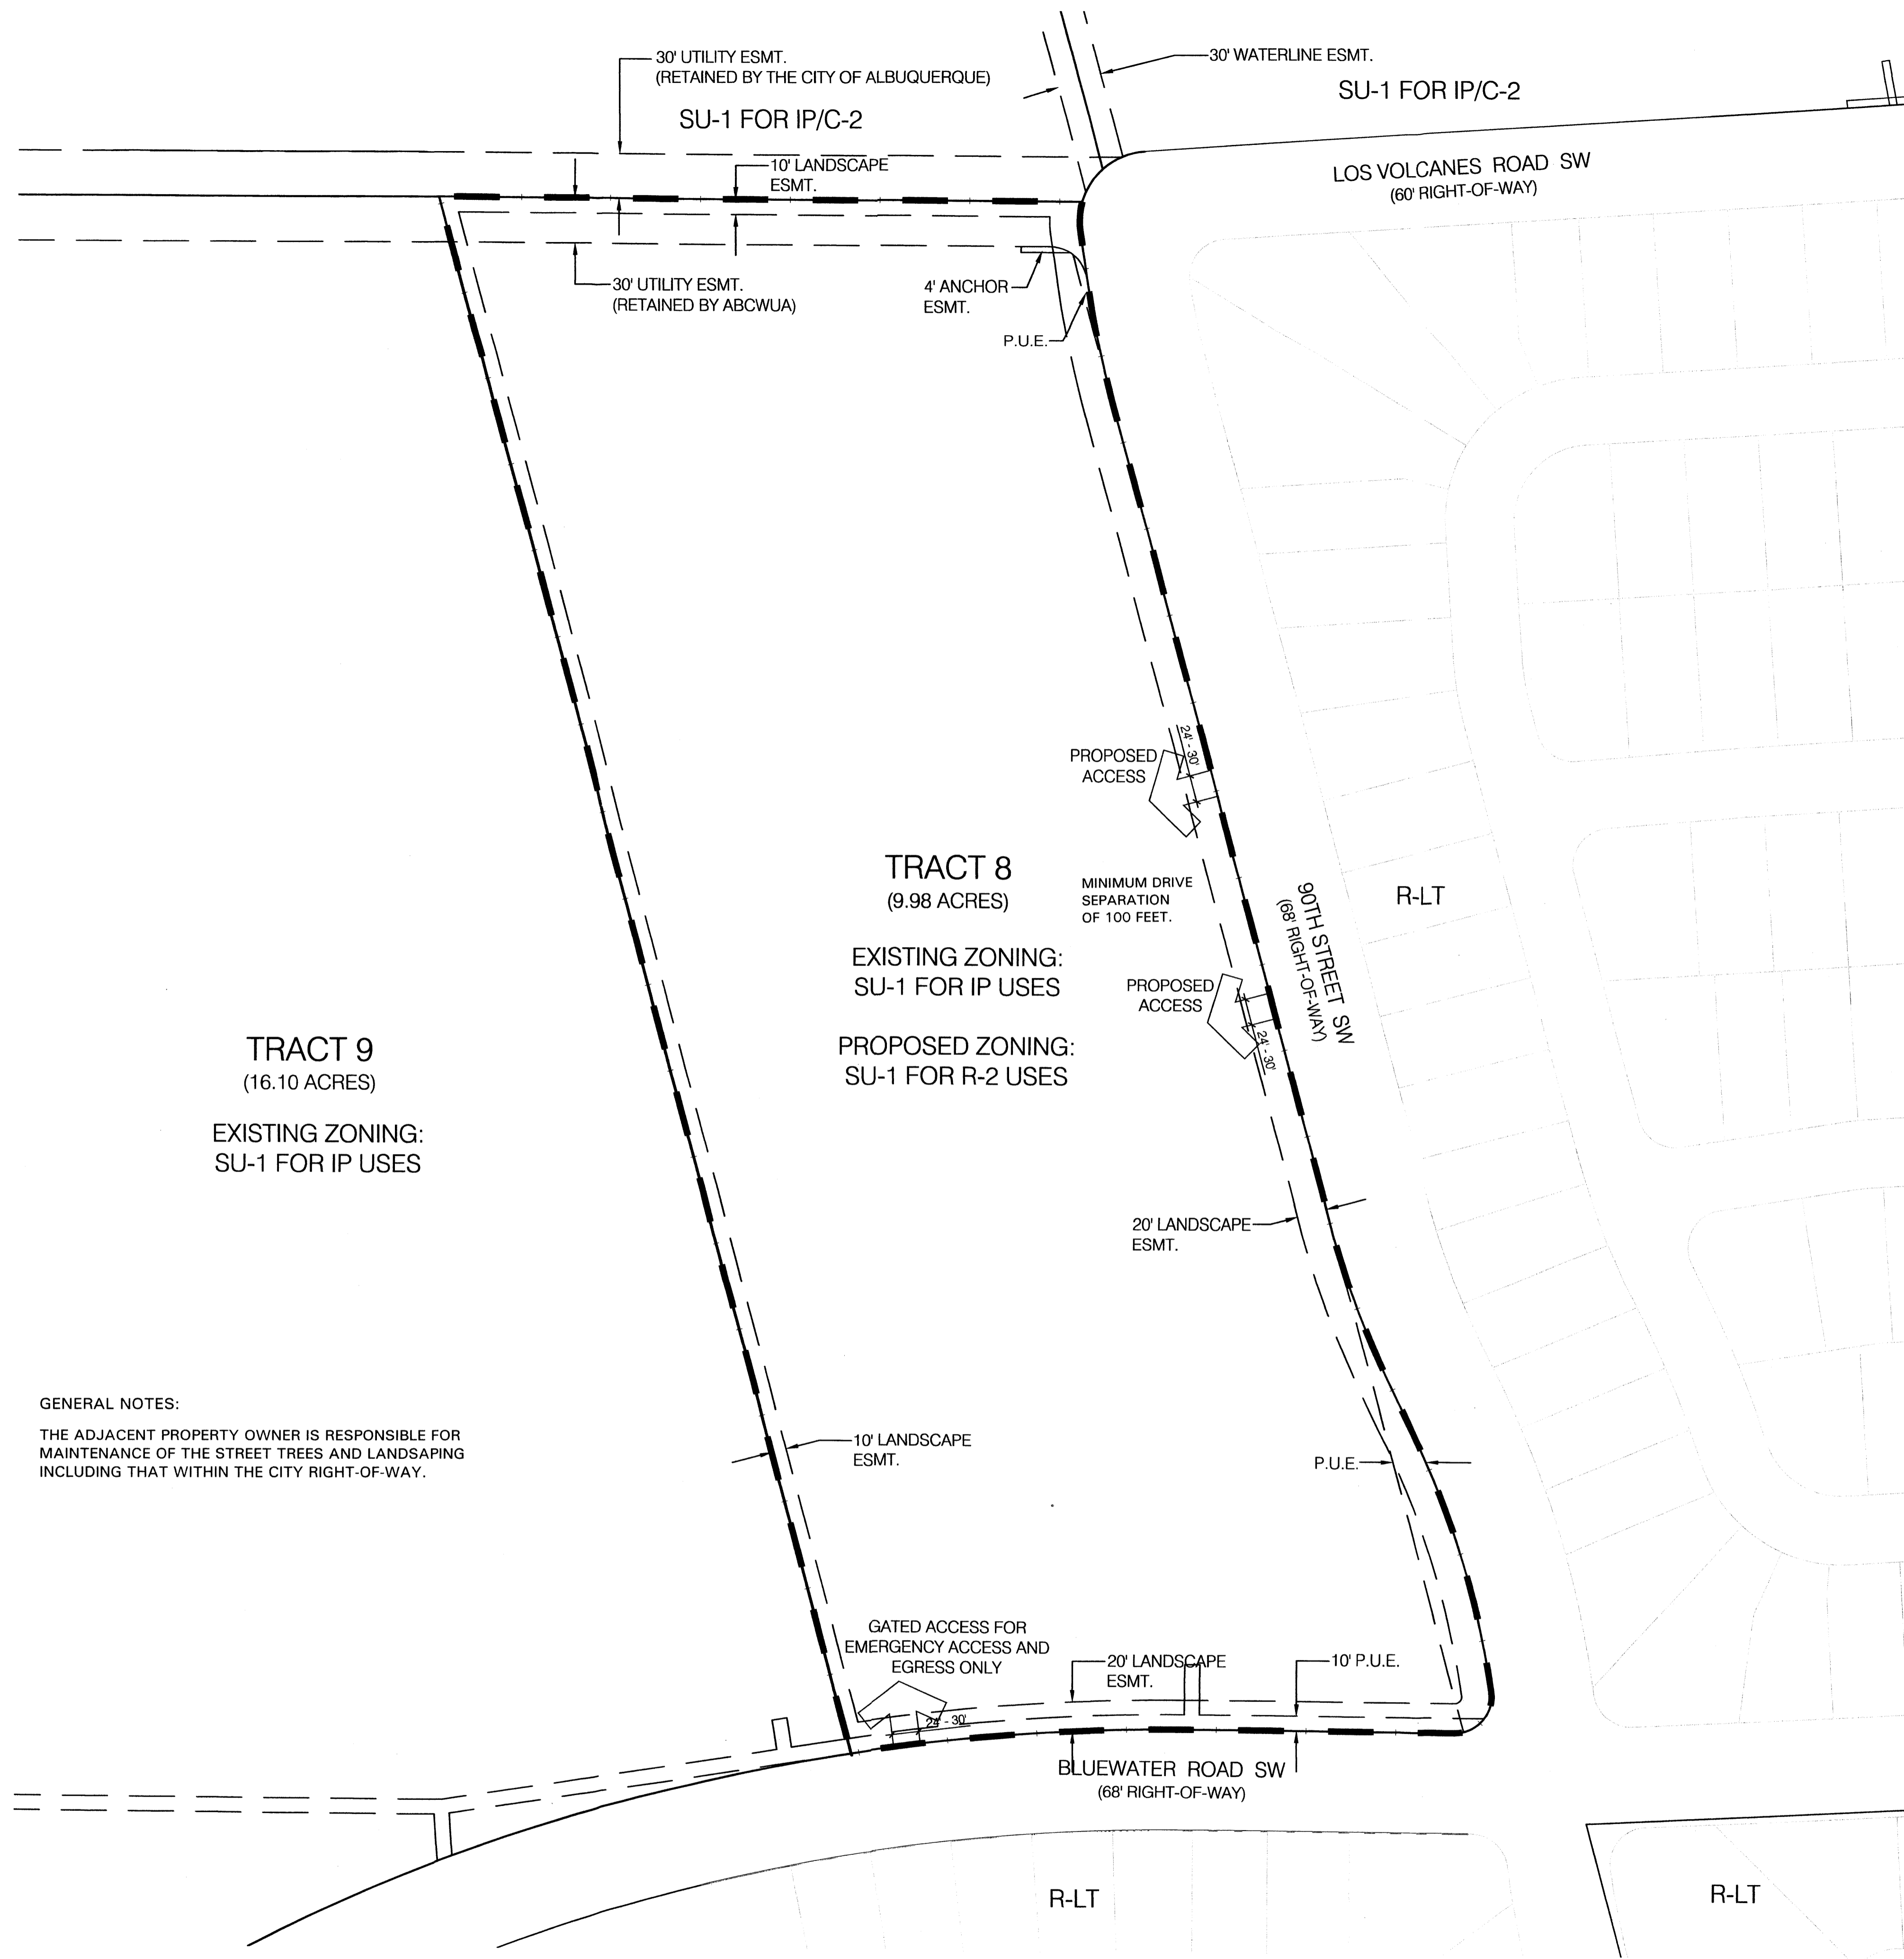 30' UTILITY ESMT.
(RETAINED BY THE CITY OF ALBUQUERQUE)
SU-1 FOR IP/C-2
30' WATERLINE ESMT.
SU-1 FOR IP/C-2
10' LANDSCAPE
ESMT.
LOS VOLCANES ROAD SW
(60' RIGHT-OF-WAY)
30' UTILITY ESMT.
(RETAINED BY ABCWUA)
4' ANCHOR
ESMT.
P.U.E.
24' - 30'
PROPOSED
ACCESS
TRACT 8
(9.98 ACRES)
MINIMUM DRIVE
SEPARATION
OF 100 FEET.
90TH STREET SW
(68' RIGHT-OF-WAY)
R-LT
EXISTING ZONING:
SU-1 FOR IP USES
PROPOSED
ACCESS
24' - 30'
PROPOSED ZONING:
SU-1 FOR R-2 USES
TRACT 9
(16.10 ACRES)
EXISTING ZONING:
SU-1 FOR IP USES
20' LANDSCAPE
ESMT.
GENERAL NOTES:
THE ADJACENT PROPERTY OWNER IS RESPONSIBLE FOR
MAINTENANCE OF THE STREET TREES AND LANDSAPING
INCLUDING THAT WITHIN THE CITY RIGHT-OF-WAY.
10' LANDSCAPE
ESMT.
P.U.E.
GATED ACCESS FOR
EMERGENCY ACCESS AND
EGRESS ONLY
20' LANDSCAPE
ESMT.
10' P.U.E.
24' - 30'
BLUEWATER ROAD SW
(68' RIGHT-OF-WAY)
R-LT
R-LT